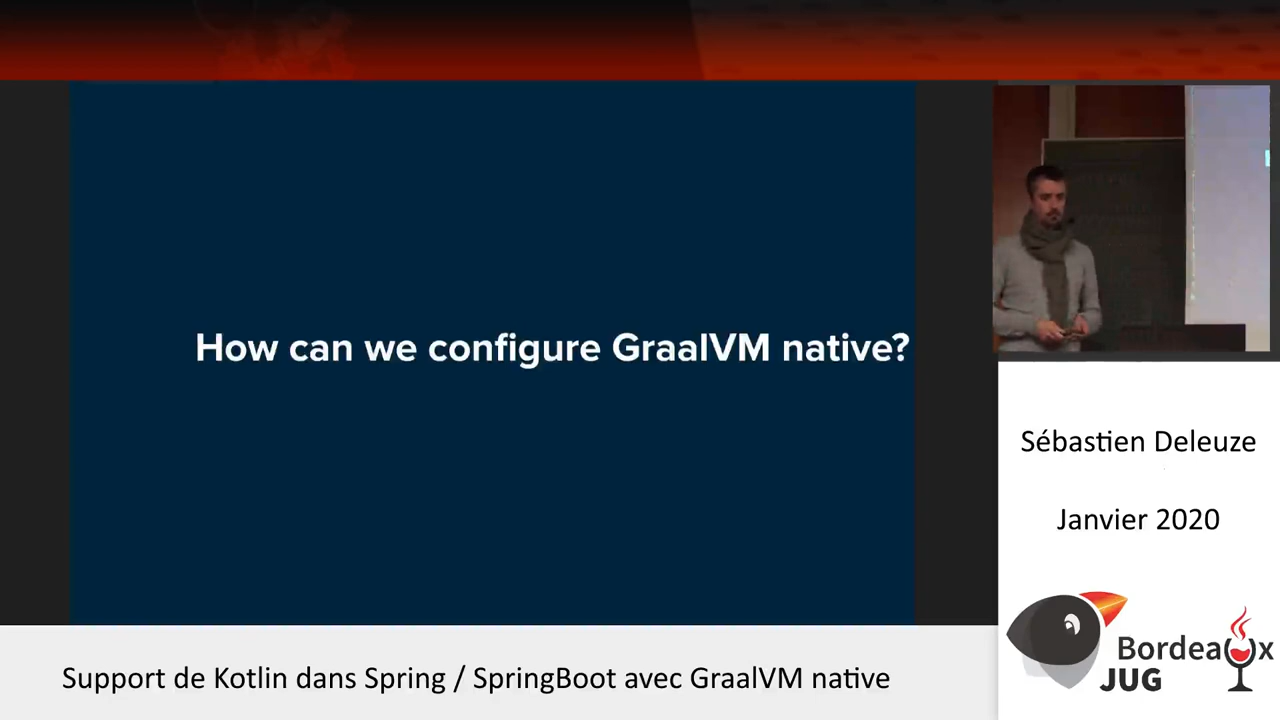 How can we configure GraalVM native?
Sébastien Deleuze
Janvier 2020
Bordeaux
JUG
Support de Kotlin dans Spring / SpringBoot avec GraalVM native